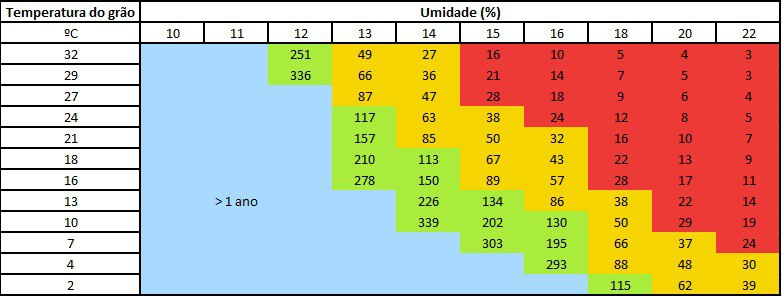 Temperatura do grão Umidade (%)
ºC 10 11 12 13 14 15 16 18 20 22
32 251 49 27 16 10 5 4 3
29 336 66 36 21 14 7 5 3
27 87 47 28 18 9 6 4
24 117 63 38 24 12 8 5
21 157 85 50 32 16 10 7
18 210 113 67 43 22 13 9
16 278 150 89 57 28 17 11
13 > 1 ano 226 134 86 38 22 14
10 339 202 130 50 29 19
7 303 195 66 37 24
4 293 88 48 30
2 115 62 39